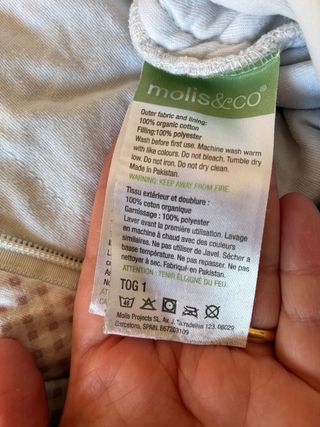 molis&CO
Outer fabric and lining:
100% organic cotton
Filling:100% polyester
Wash before first use. Machine wash warm
with like colours. Do not bleach. Tumble dry
low. Do not iron. Do not dry clean.
Made in Pakistan.
WARNING: KEEP AWAY FROM FIRE
Tissu extérieur et doublure :
100% coton organique
Garnissage : 100% polyester
Laver avant la première utilisation. Lavage
en machine à chaud avec des couleurs
similaires. Ne pas utiliser de Javel. Sécher à
basse température. Ne pas repasser. Ne pas
nettoyer à sec. Fabriqué en Pakistan.
ATTENTION : TENIR ÉLOIGNÉ DU FEU.
TOG 1
Molis Projects SL. Av. J 123. 08029
Barcelona, SPAIN.